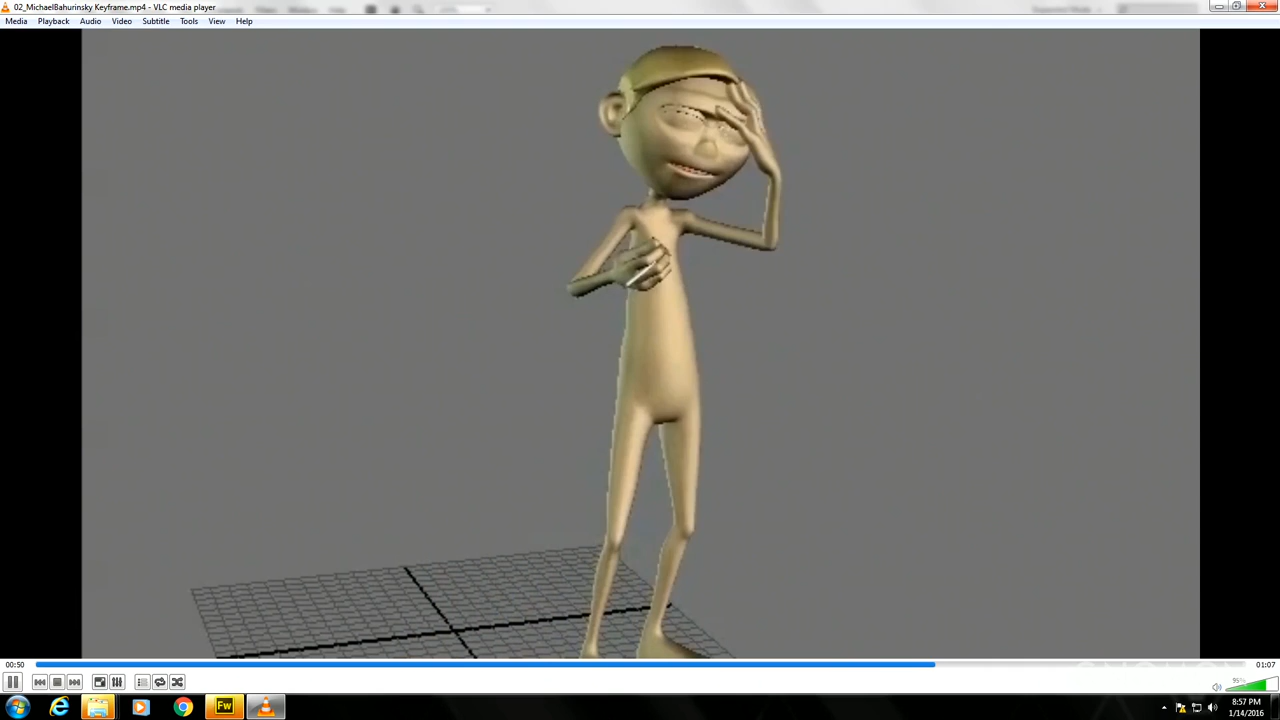 02_MichaelBahurinsky Keyframe.mp4 - VLC media player
Media Playback Audio Video Subtitle Tools View Help
00:50 01:07
95%
Fw
8:57 PM
1/14/2016